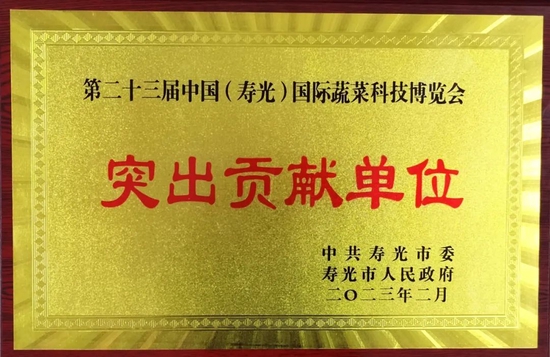 第二十三届中国(寿光)国际蔬菜科技博览会
突出贡献单位
中共寿光市委
寿光市人民政府
二〇二三年二月